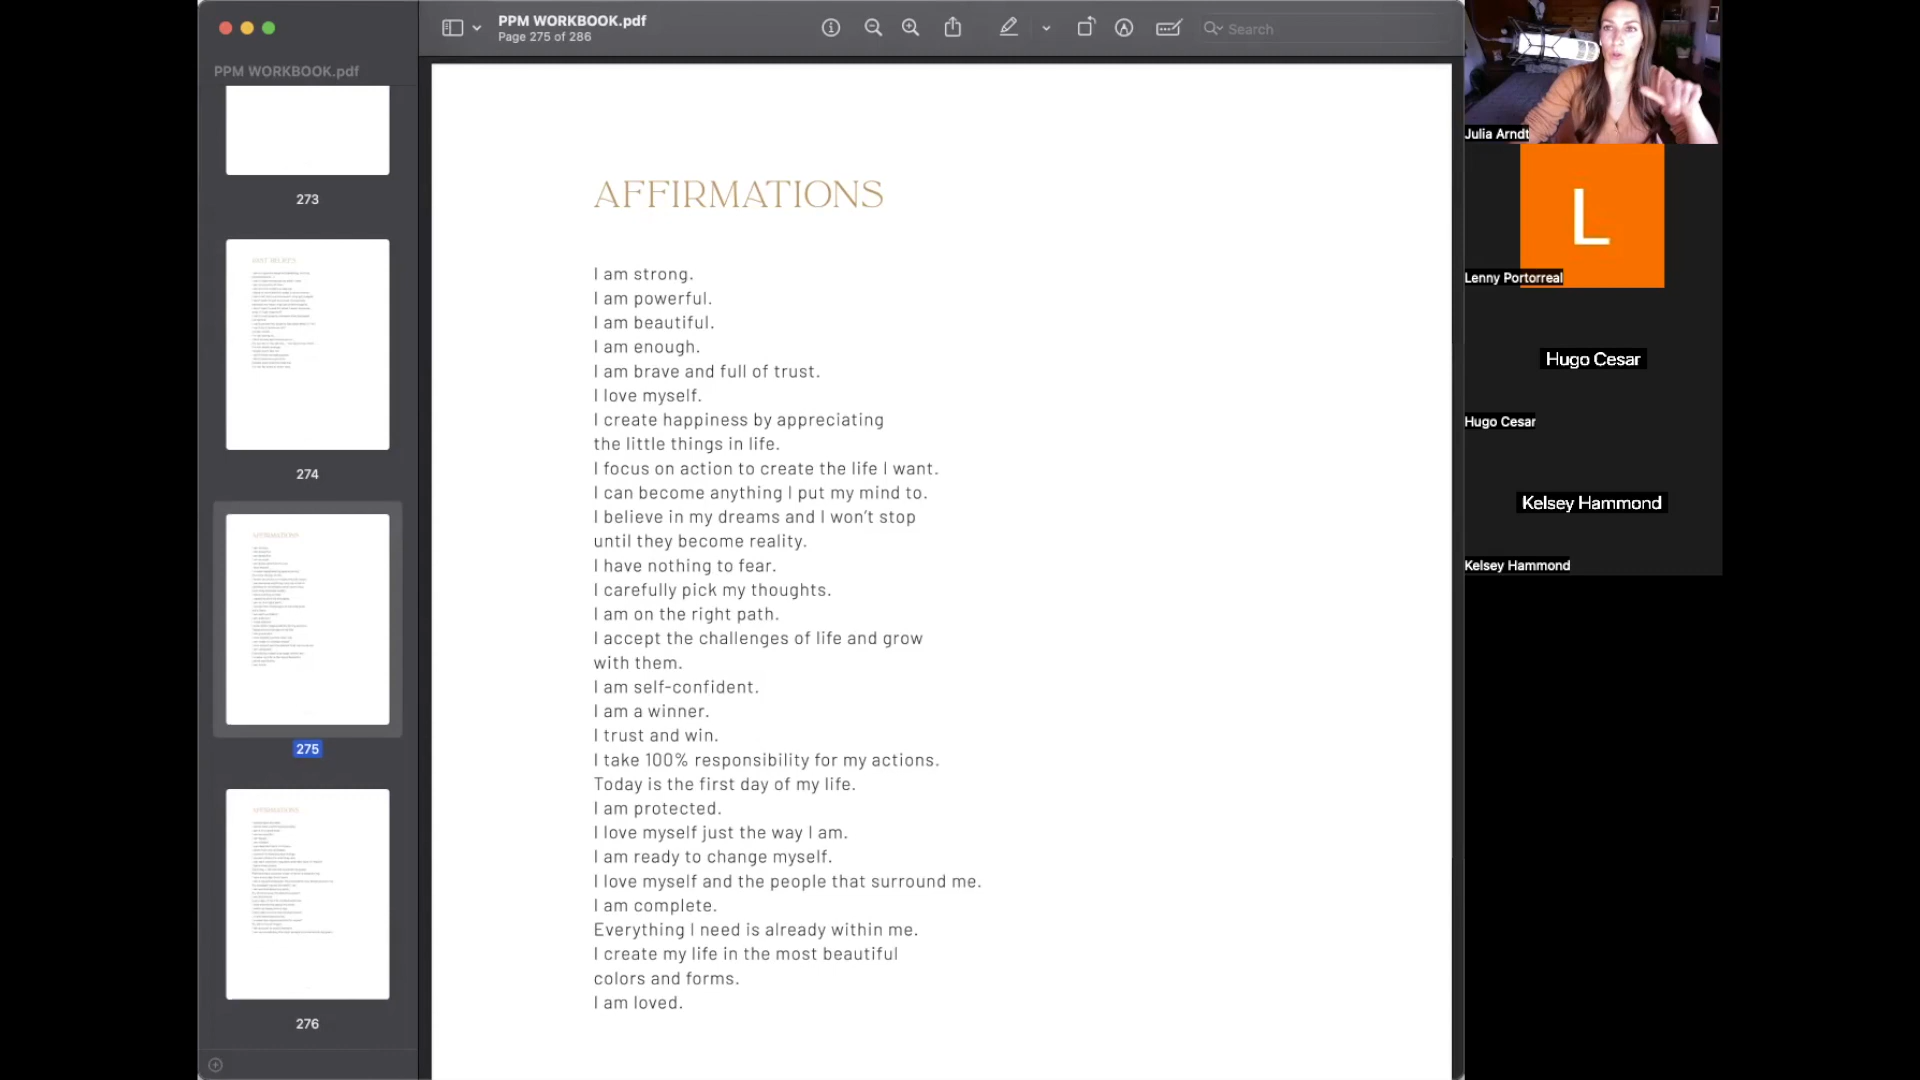 PPM WORKBOOK.pdf
Page 275 of 286
Search
PPM WORKBOOK.pdf
273
274
AFFIRMATIONS
275
AFFIRMATIONS
276
AFFIRMATIONS
I am strong.
I am powerful.
I am beautiful.
I am enough.
I am brave and full of trust.
I love myself.
I create happiness by appreciating
the little things in life.
I focus on action to create the life I want.
I can become anything I put my mind to.
I believe in my dreams and I won't stop
until they become reality.
I have nothing to fear.
I carefully pick my thoughts.
I am on the right path.
I accept the challenges of life and grow
with them.
I am self-confident.
I am a winner.
I trust and win.
I take 100% responsibility for my actions.
Today is the first day of my life.
I am protected.
I love myself just the way I am.
I am ready to change myself.
I love myself and the people that surround me.
I am complete.
Everything I need is already within me.
I create my life in the most beautiful
colors and forms.
I am loved.
Julia Arndt
L
Lenny Portorreal
Hugo Cesar
Hugo Cesar
Kelsey Hammond
Kelsey Hammond